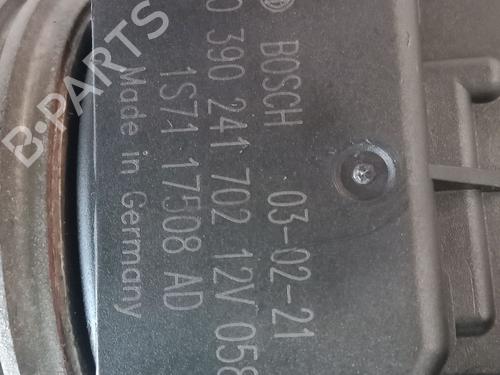 BOSCH 03-02-21
0 390 241 702 12V 058
1S71 17508 AD
Made in Germany
B-PARTS